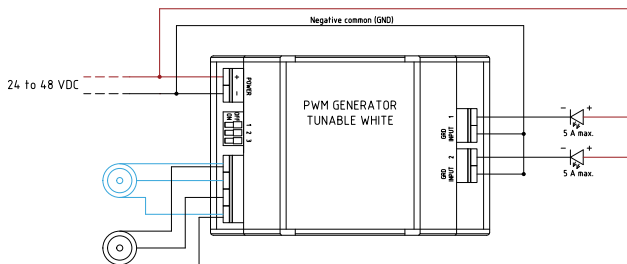 Negative common (GND)
24 to 48 VDC
+
-
POWER
OFF
ON
1
2
3
PWM GENERATOR
TUNABLE WHITE
GRD
INPUT
1
GRD
INPUT
2
- +
5 A max.
- +
5 A max.